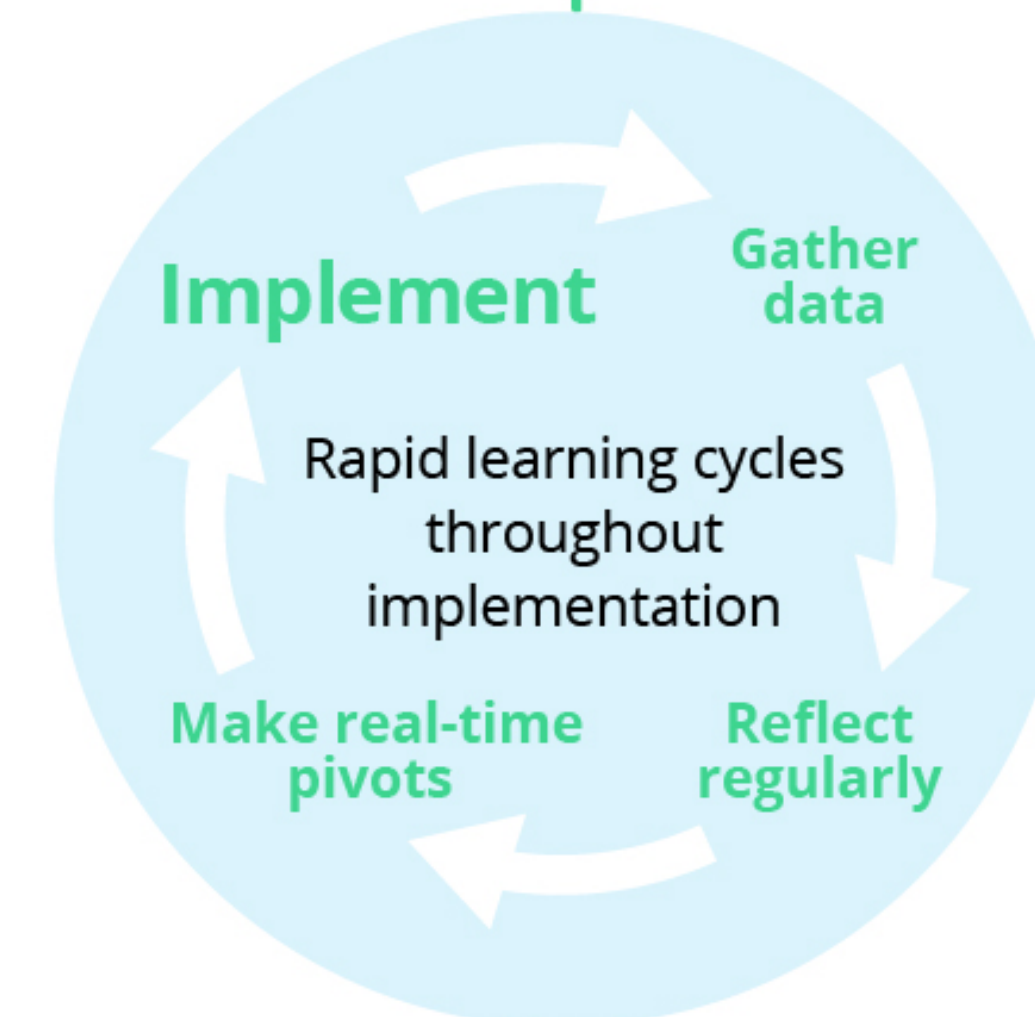 Implement
Gather
data
Rapid learning cycles
throughout
implementation
Make real-time
pivots
Reflect
regularly